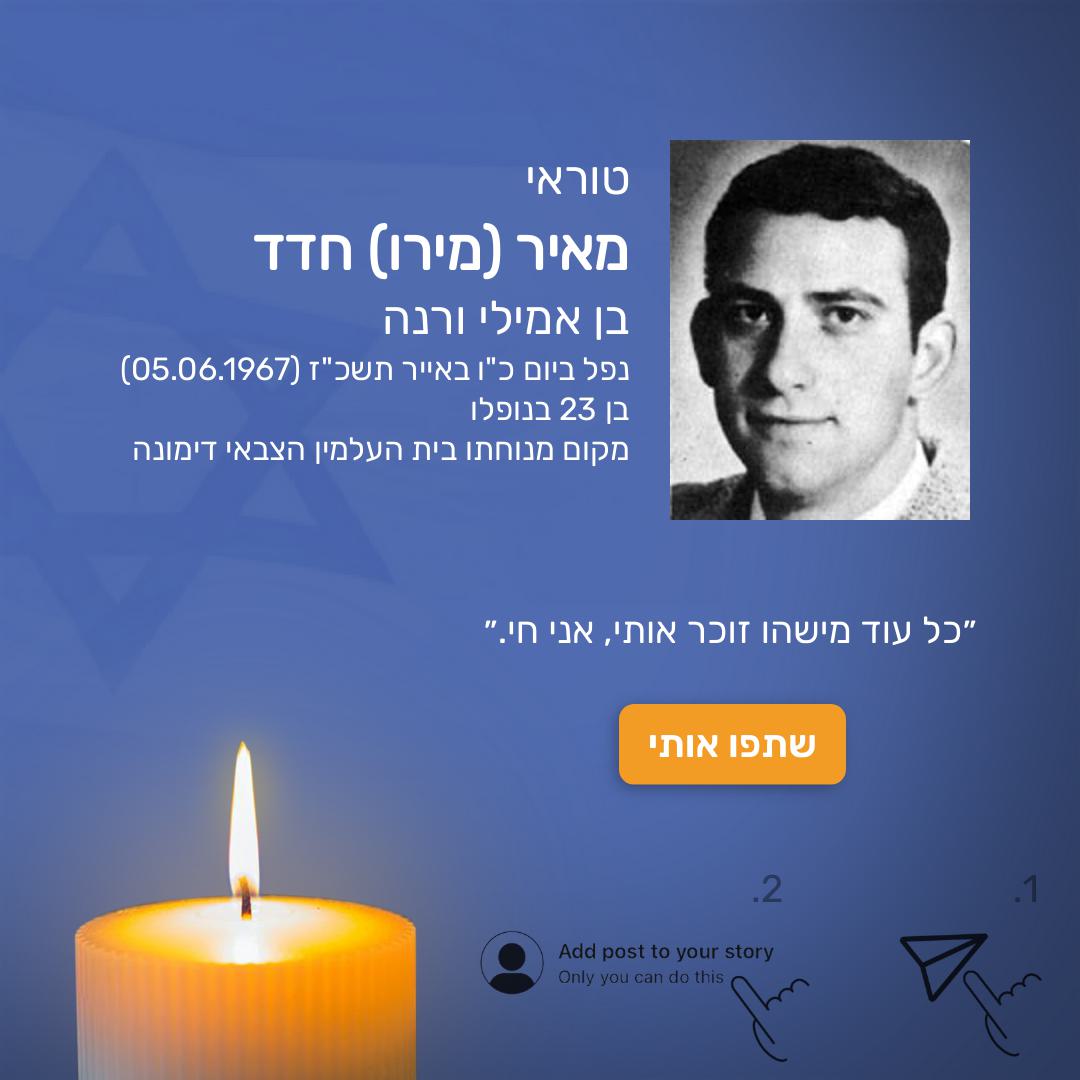 טוראי
מאיר (מירו) חדד
בן אמילי ורנה
נפל ביום כ"ו באייר תשכ"ז (05.06.1967)
בן 23 בנופלו
מקום מנוחתו בית העלמין הצבאי דימונה
״כל עוד מישהו זוכר אותי, אני חי.״
שתפו אותי
1.
2.
Add post to your story
Only you can do this